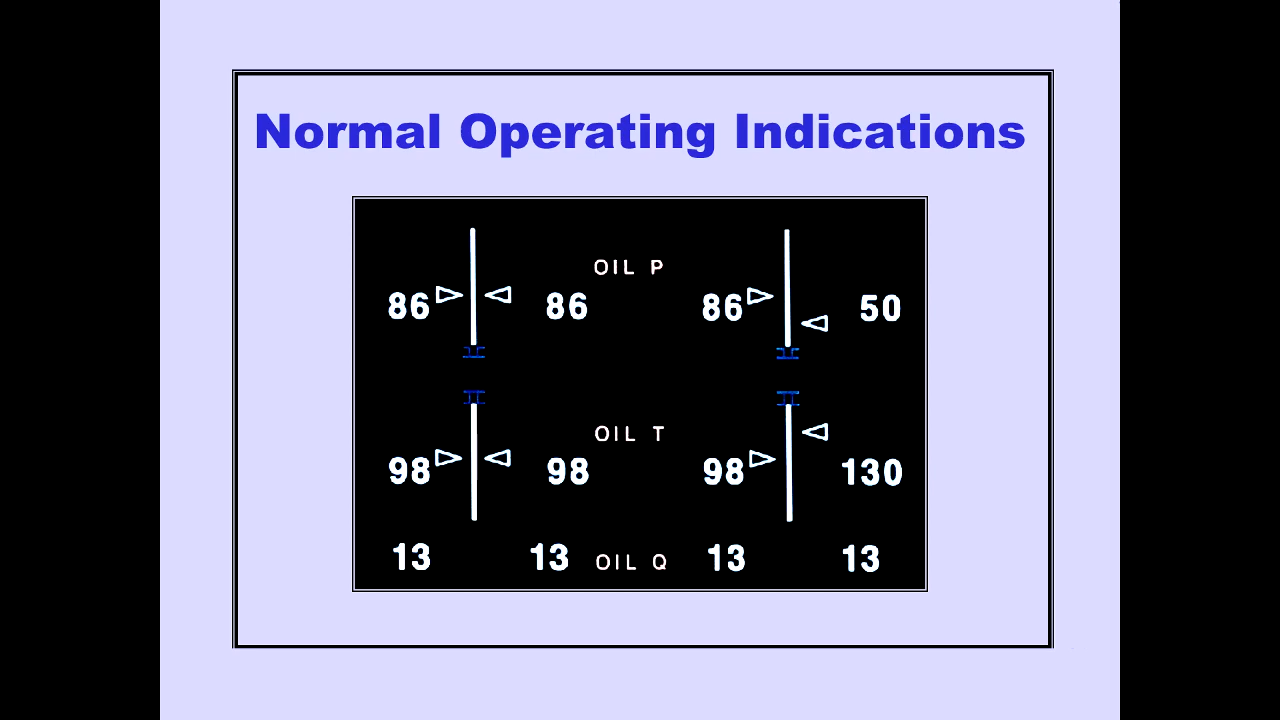 Normal Operating Indications
OIL P
86 86 86 50
OIL T
98 98 98 130
13 13 OIL Q 13 13